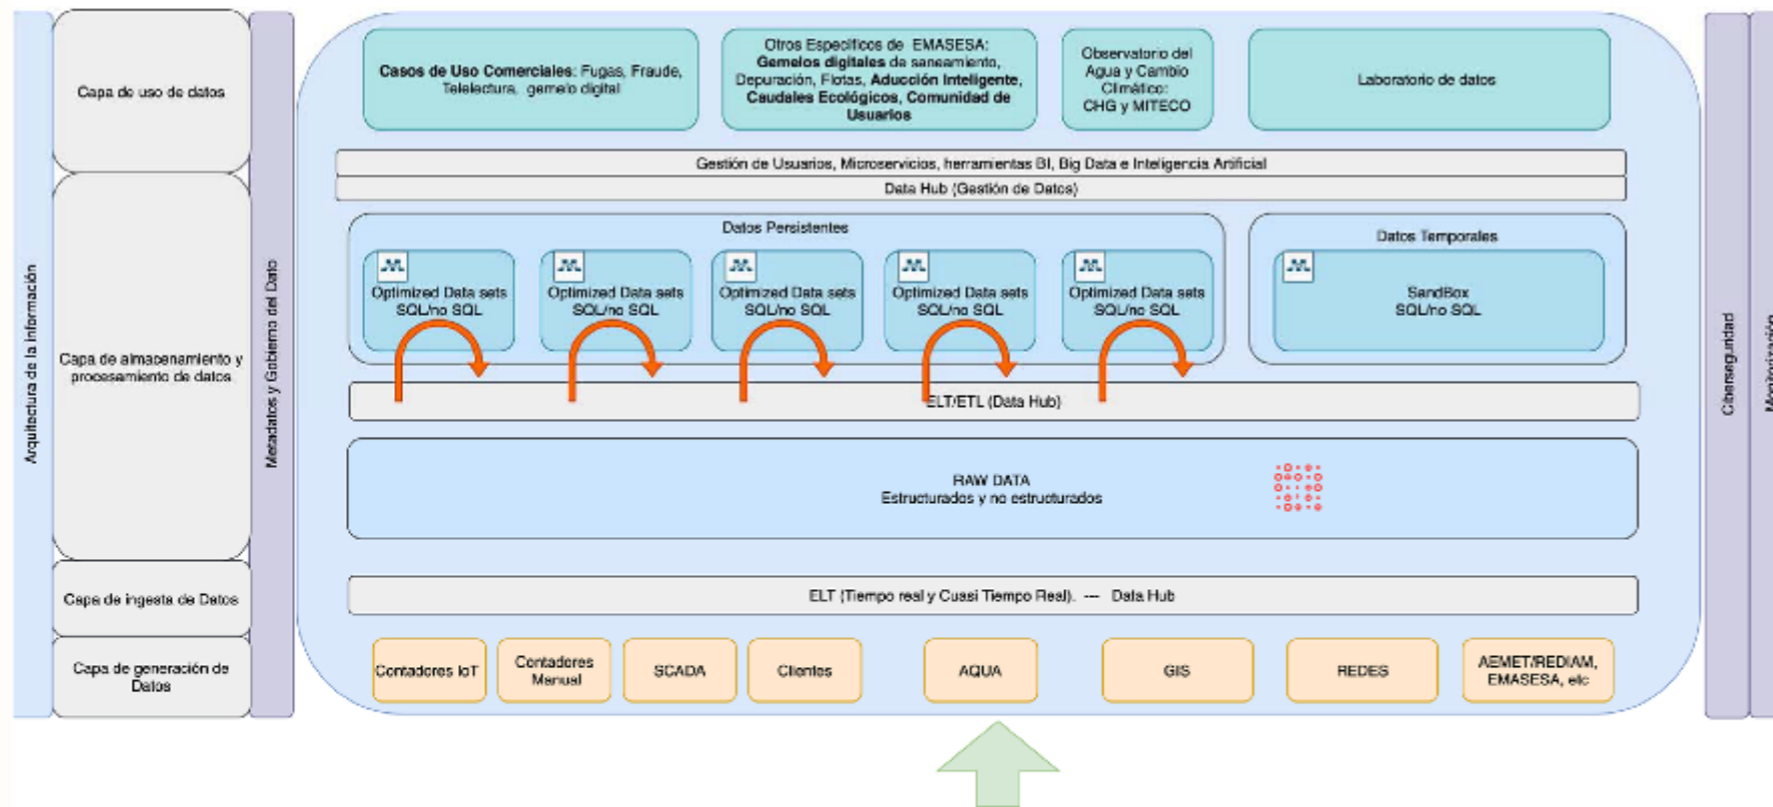 Arquitectura de la información
Capa de uso de datos
Capa de almacenamiento y
procesamiento de datos
Capa de ingesta de Datos
Capa de generación de
Datos
Metadatos y Gobierno del Dato
Casos de Uso Comerciales: Fugas, Fraude,
Telelectura, gemelo digital
Otros Específicos de EMASESA:
Gemelos digitales de saneamiento,
Depuración, Flotas, Aducción Inteligente,
Caudales Ecológicos, Comunidad de
Usuarios
Observatorio del
Agua y Cambio
Climático:
CHG y MITECO
Laboratorio de datos
Gestión de Usuarios, Microservicios, herramientas BI, Big Data e Inteligencia Artificial
Data Hub (Gestión de Datos)
Datos Persistentes
Optimized Data sets
SQL/no SQL
Optimized Data sets
SQL/no SQL
Optimized Data sets
SQL/no SQL
Optimized Data sets
SQL/no SQL
Optimized Data sets
SQL/no SQL
Datos Temporales
SandBox
SQL/no SQL
ELT/ETL (Data Hub)
RAW DATA
Estructurados y no estructurados
ELT (Tiempo real y Cuasi Tiempo Real). --- Data Hub
Contadores IoT
Contadores
Manual
SCADA
Clientes
AQUA
GIS
REDES
AEMET/REDIAM,
EMASESA, etc
Ciberseguridad
Monitorización